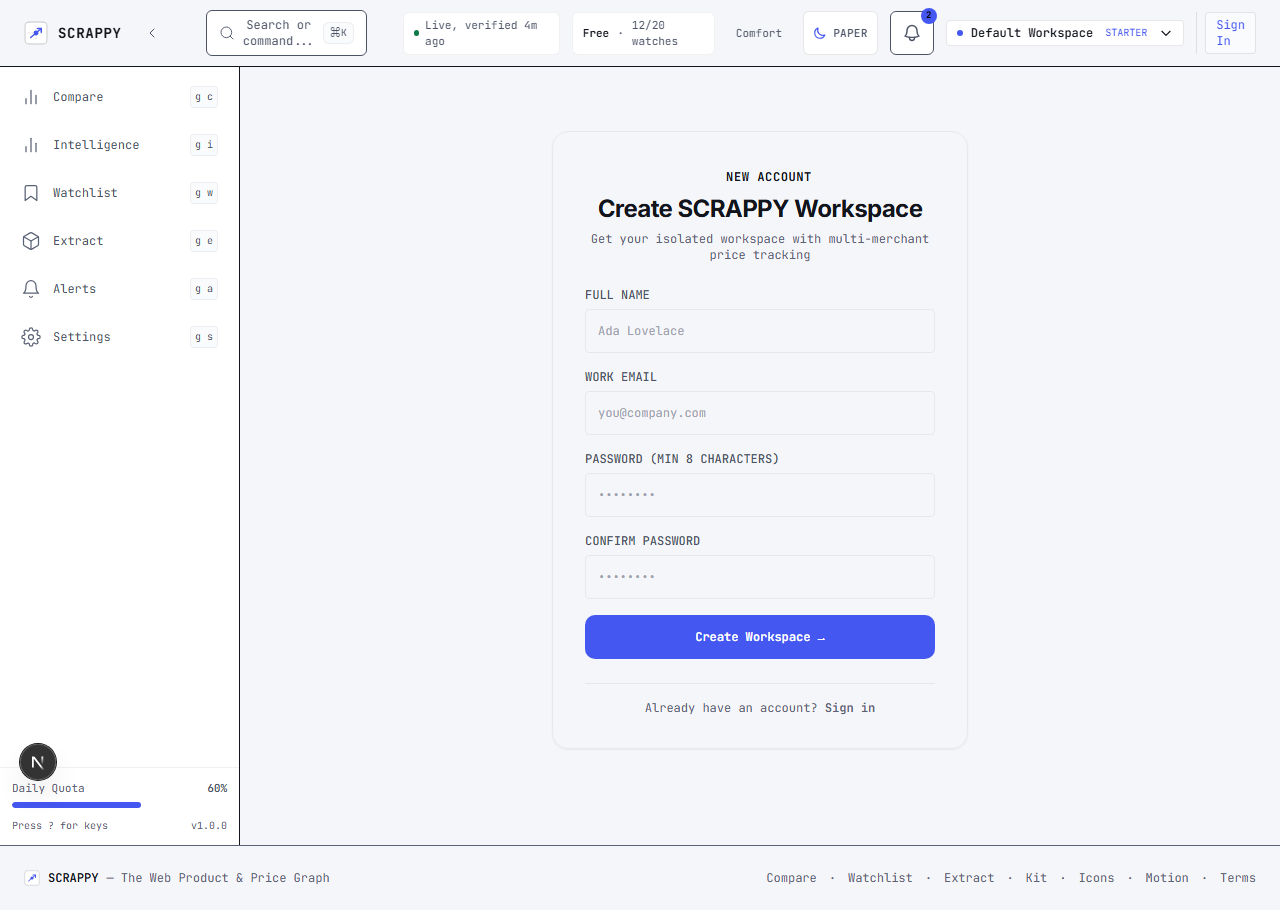 SCRAPPY
Search or
command...
⌘K
Live, verified 4m
ago
Free · 12/20
watches
Comfort
PAPER
2
Default Workspace STARTER
Sign
In
Compare g c
Intelligence g i
Watchlist g w
Extract g e
Alerts g a
Settings g s
NEW ACCOUNT
Create SCRAPPY Workspace
Get your isolated workspace with multi-merchant
price tracking
FULL NAME
Ada Lovelace
WORK EMAIL
you@company.com
PASSWORD (MIN 8 CHARACTERS)
••••••••
CONFIRM PASSWORD
••••••••
Create Workspace →
Already have an account? Sign in
N
Daily Quota 60%
Press ? for keys v1.0.0
SCRAPPY — The Web Product & Price Graph
Compare · Watchlist · Extract · Kit · Icons · Motion · Terms